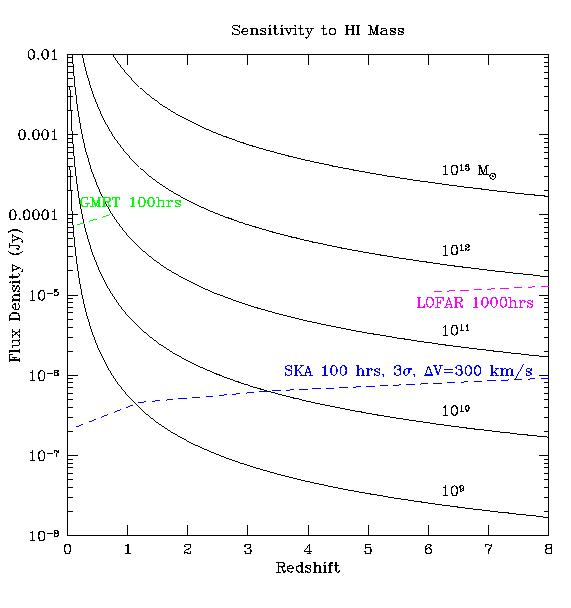 Sensitivity to HI Mass
0.01
0.001
0.0001
10⁻⁵
10⁻⁶
10⁻⁷
10⁻⁸
Flux Density (Jy)
10¹³ M⊙
GMRT 100hrs
10¹²
LOFAR 1000hrs
10¹¹
SKA 100 hrs, 3σ, ΔV=300 km/s
10¹⁰
10⁹
0 1 2 3 4 5 6 7 8
Redshift